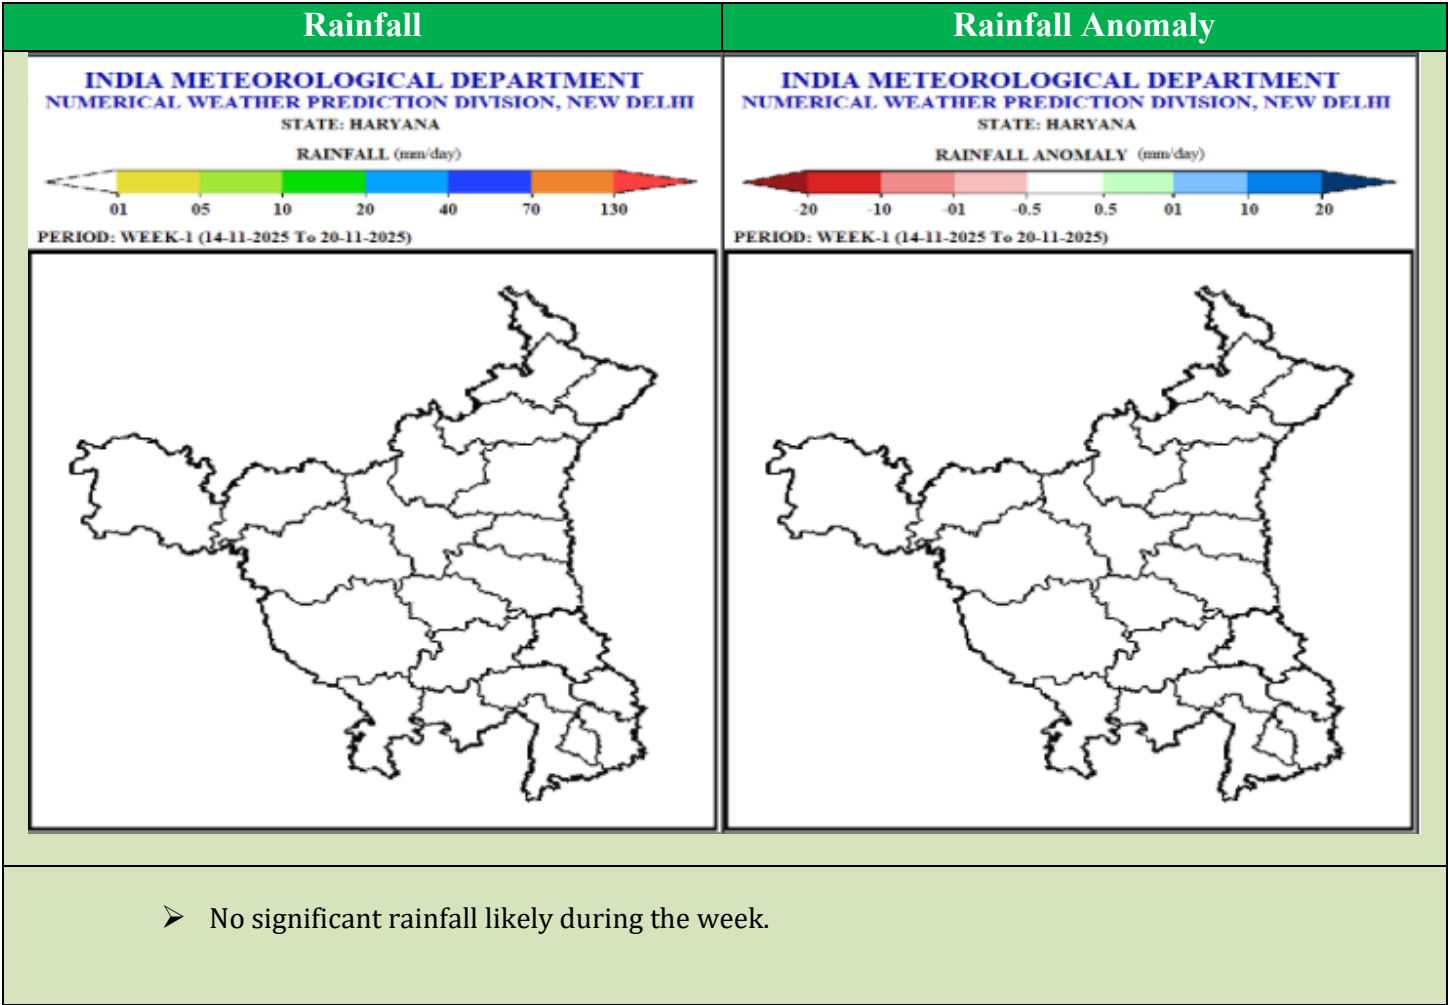 Rainfall
Rainfall Anomaly
INDIA METEOROLOGICAL DEPARTMENT
NUMERICAL WEATHER PREDICTION DIVISION, NEW DELHI
STATE: HARYANA
RAINFALL (mm/day)
01 05 10 20 40 70 130
PERIOD: WEEK-1 (14-11-2025 To 20-11-2025)
INDIA METEOROLOGICAL DEPARTMENT
NUMERICAL WEATHER PREDICTION DIVISION, NEW DELHI
STATE: HARYANA
RAINFALL ANOMALY (mm/day)
-20 -10 -01 -0.5 0.5 01 10 20
PERIOD: WEEK-1 (14-11-2025 To 20-11-2025)
➢ No significant rainfall likely during the week.